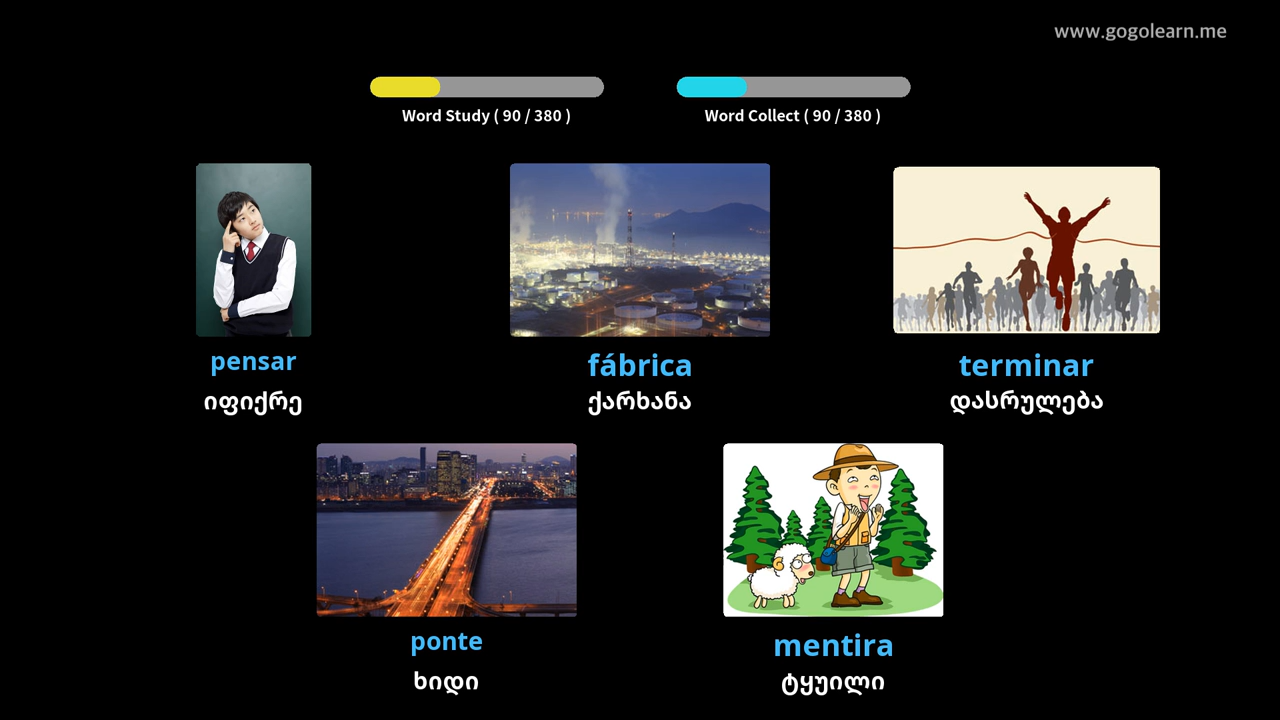 www.gogolearn.me
Word Study ( 90 / 380 )
Word Collect ( 90 / 380 )
pensar
იფიქრე
fábrica
ქარხანა
terminar
დასრულება
ponte
ხიდი
mentira
ტყუილი